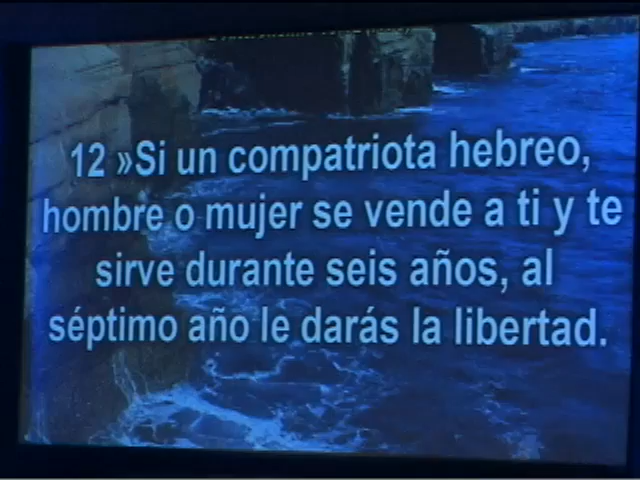 12 »Si un compatriota hebreo,
hombre o mujer se vende a ti y te
sirve durante seis años, al
séptimo año le darás la libertad.